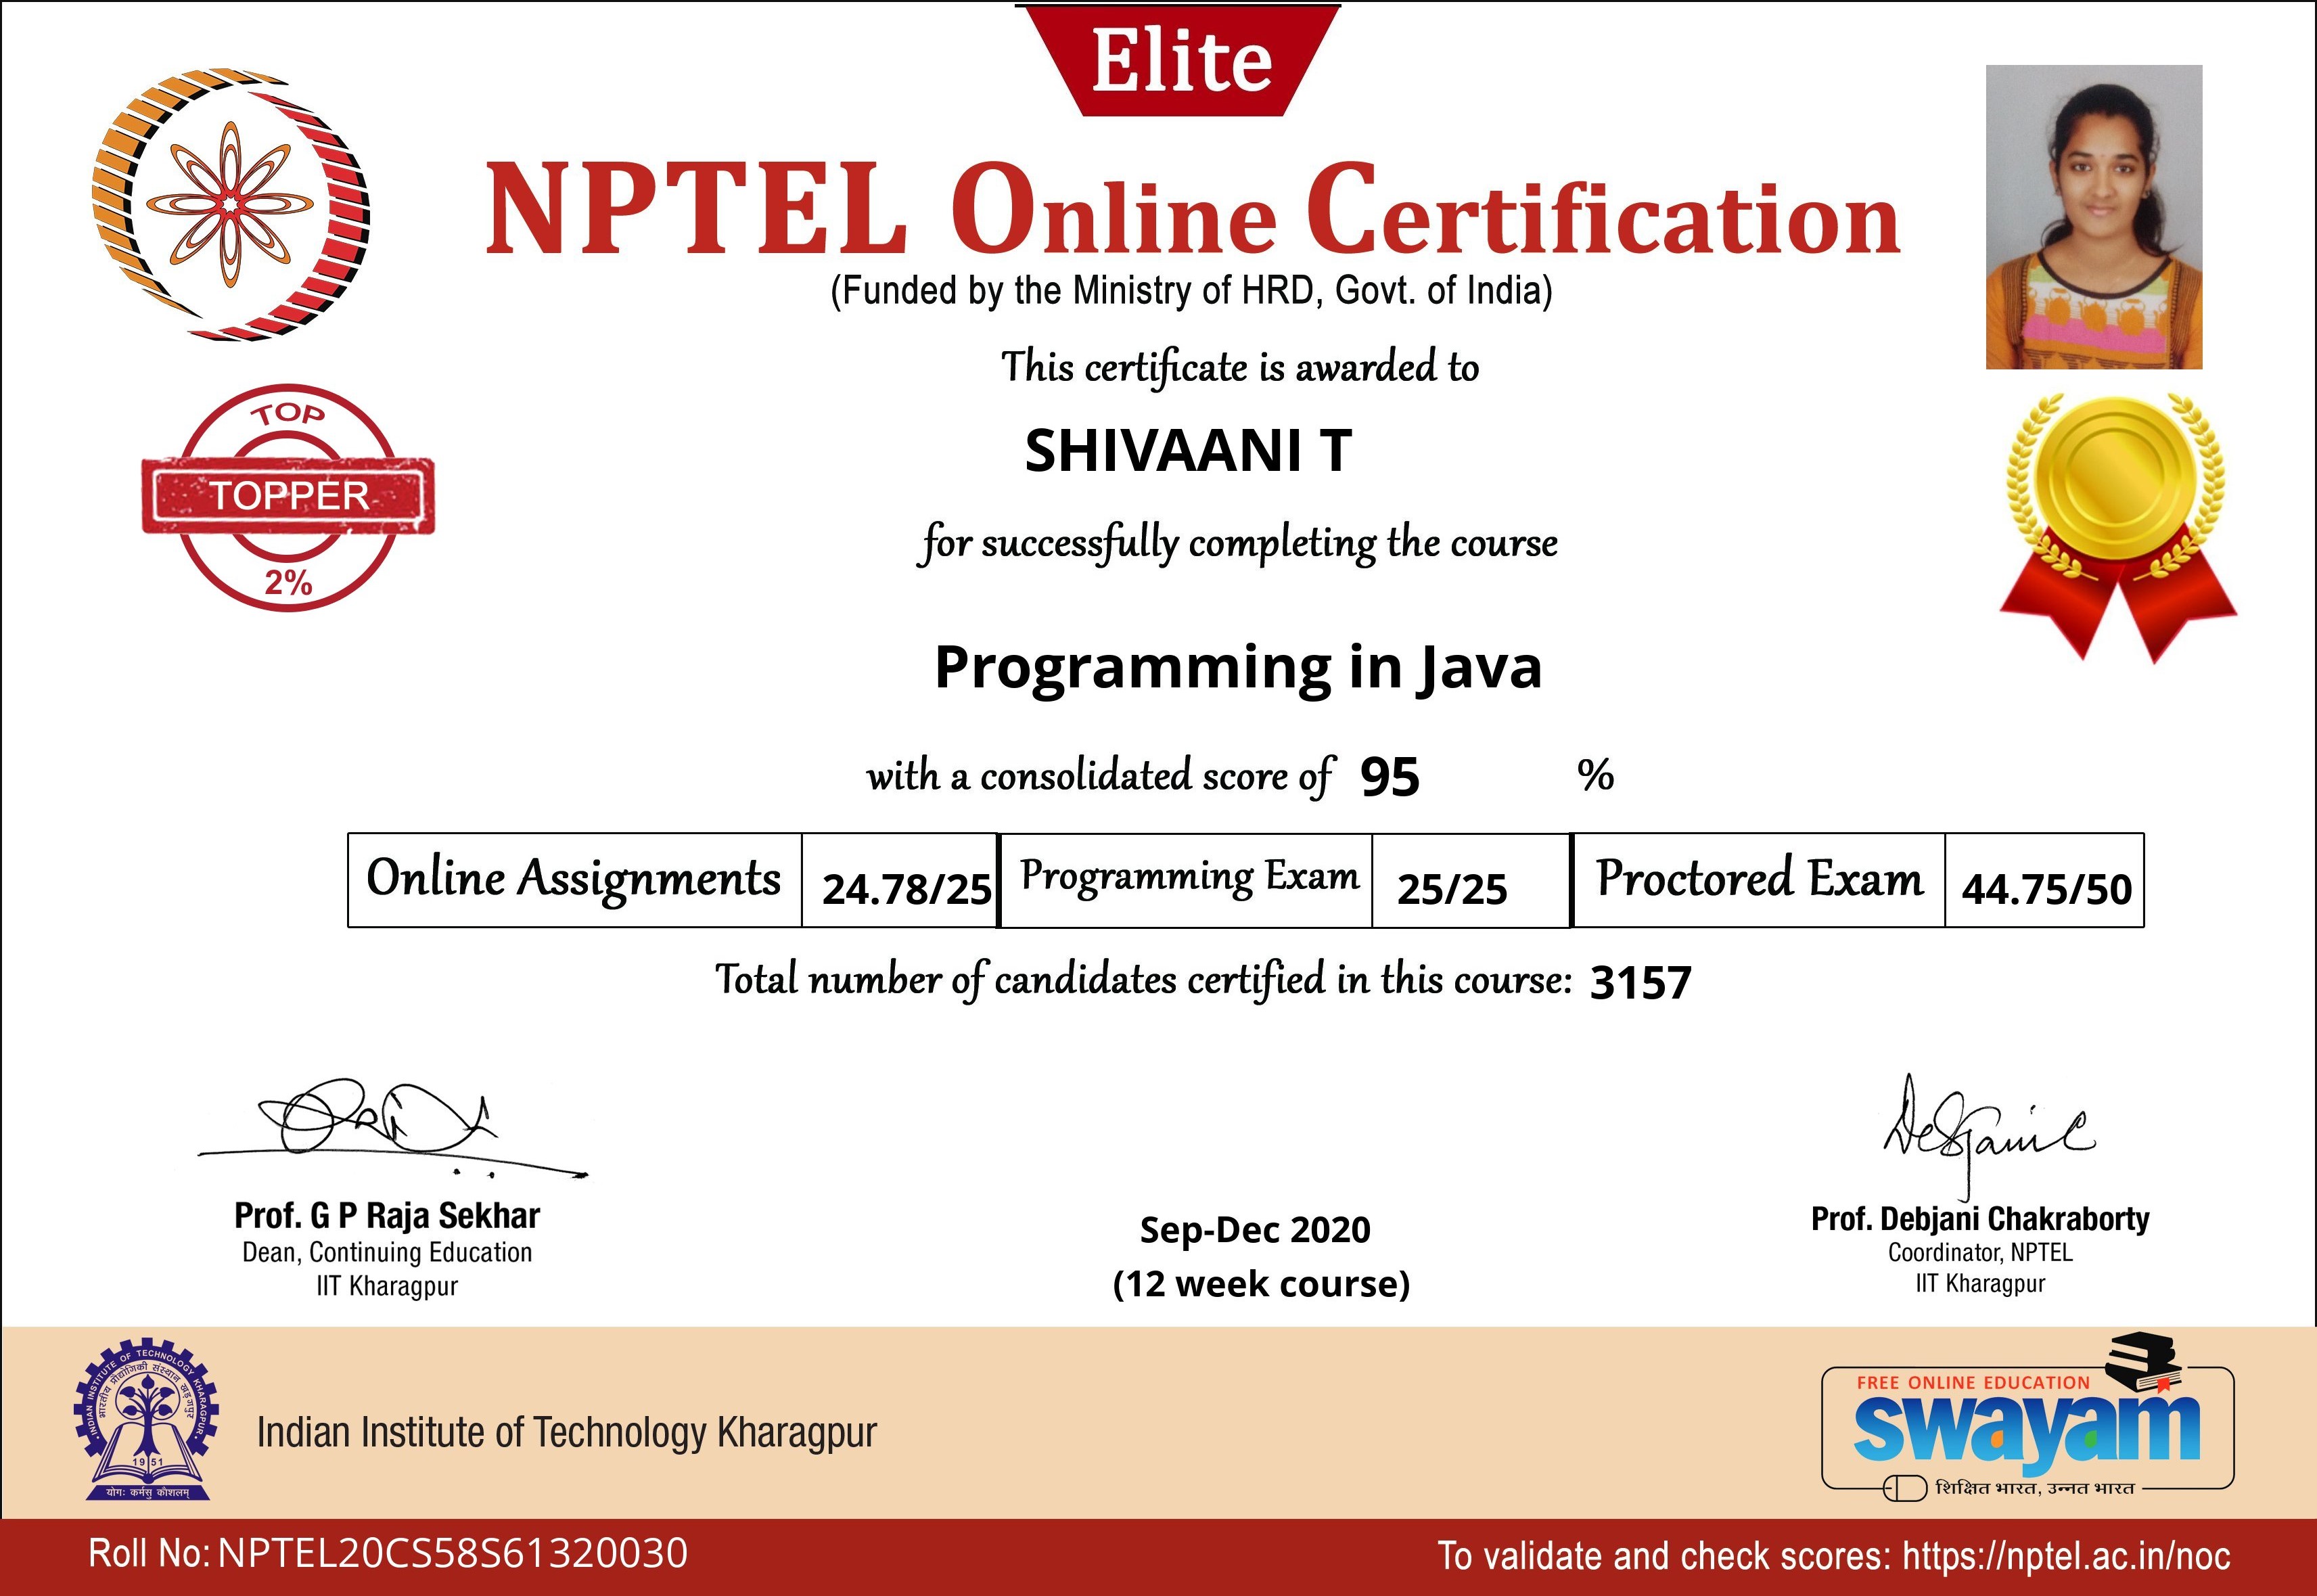 Elite
NPTEL Online Certification
(Funded by the Ministry of HRD, Govt. of India)
This certificate is awarded to
SHIVAANI T
TOP
TOPPER
2%
for successfully completing the course
Programming in Java
with a consolidated score of 95 %
Online Assignments 24.78/25 Programming Exam 25/25 Proctored Exam 44.75/50
Total number of candidates certified in this course: 3157
Prof. G P Raja Sekhar
Dean, Continuing Education
IIT Kharagpur
Sep-Dec 2020
(12 week course)
Debjani C
Prof. Debjani Chakraborty
Coordinator, NPTEL
IIT Kharagpur
INDIAN INSTITUTE OF TECHNOLOGY KHARAGPUR
भारतीय प्रौद्योगिकी संस्थान खड़गपुर
1951
योगः कर्मसु कौशलम्
Indian Institute of Technology Kharagpur
FREE ONLINE EDUCATION
swayam
शिक्षित भारत, उन्नत भारत
Roll No: NPTEL20CS58S61320030
To validate and check scores: https://nptel.ac.in/noc